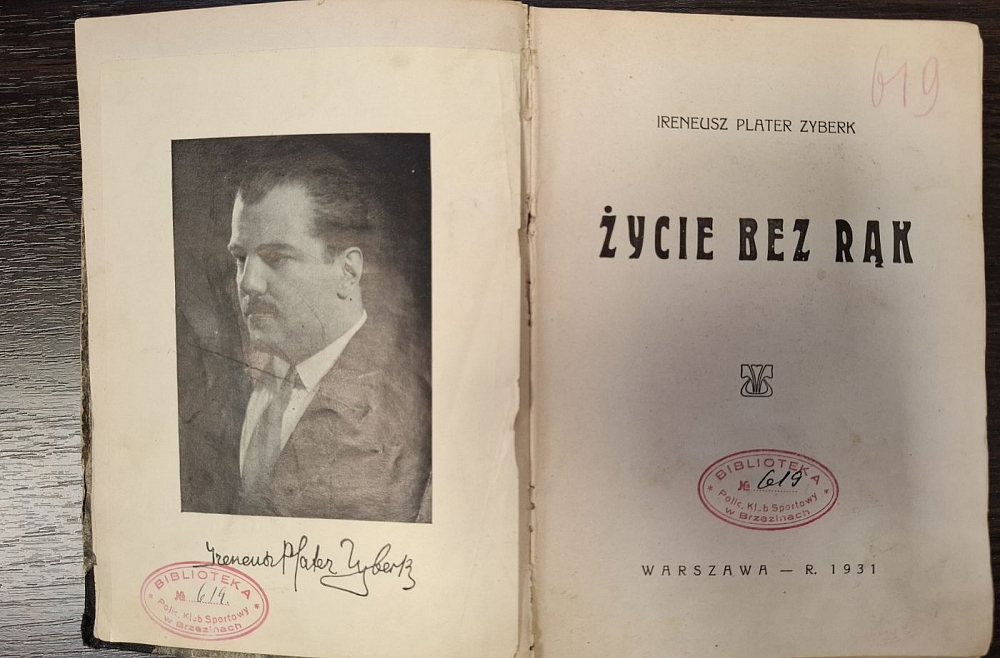 Ireneusz Plater Zyberk
BIBLIOTEKA
№ 619.
Polic. Klub Sportowy
w Brzezinach
619
IRENEUSZ PLATER ZYBERK
ŻYCIE BEZ RĄK
BIBLIOTEKA
№ 619
Polic. Klub Sportowy
w Brzezinach
WARSZAWA — R. 1931